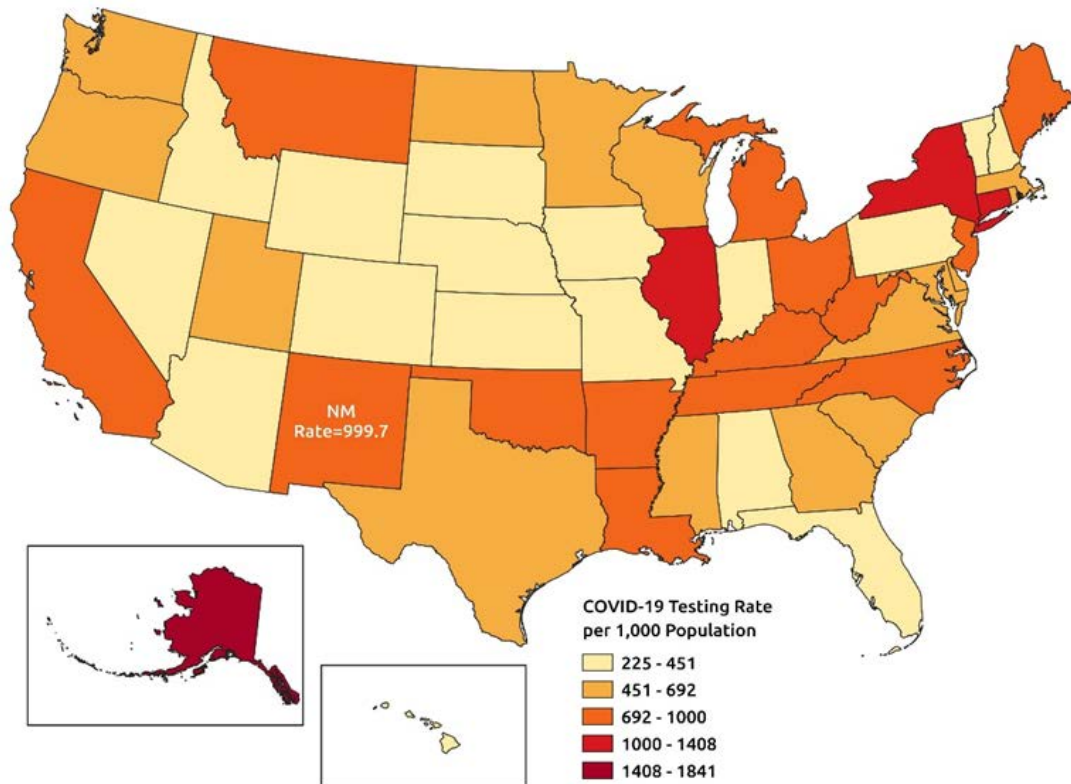 NM
Rate=999.7
COVID-19 Testing Rate
per 1,000 Population
225 - 451
451 - 692
692 - 1000
1000 - 1408
1408 - 1841